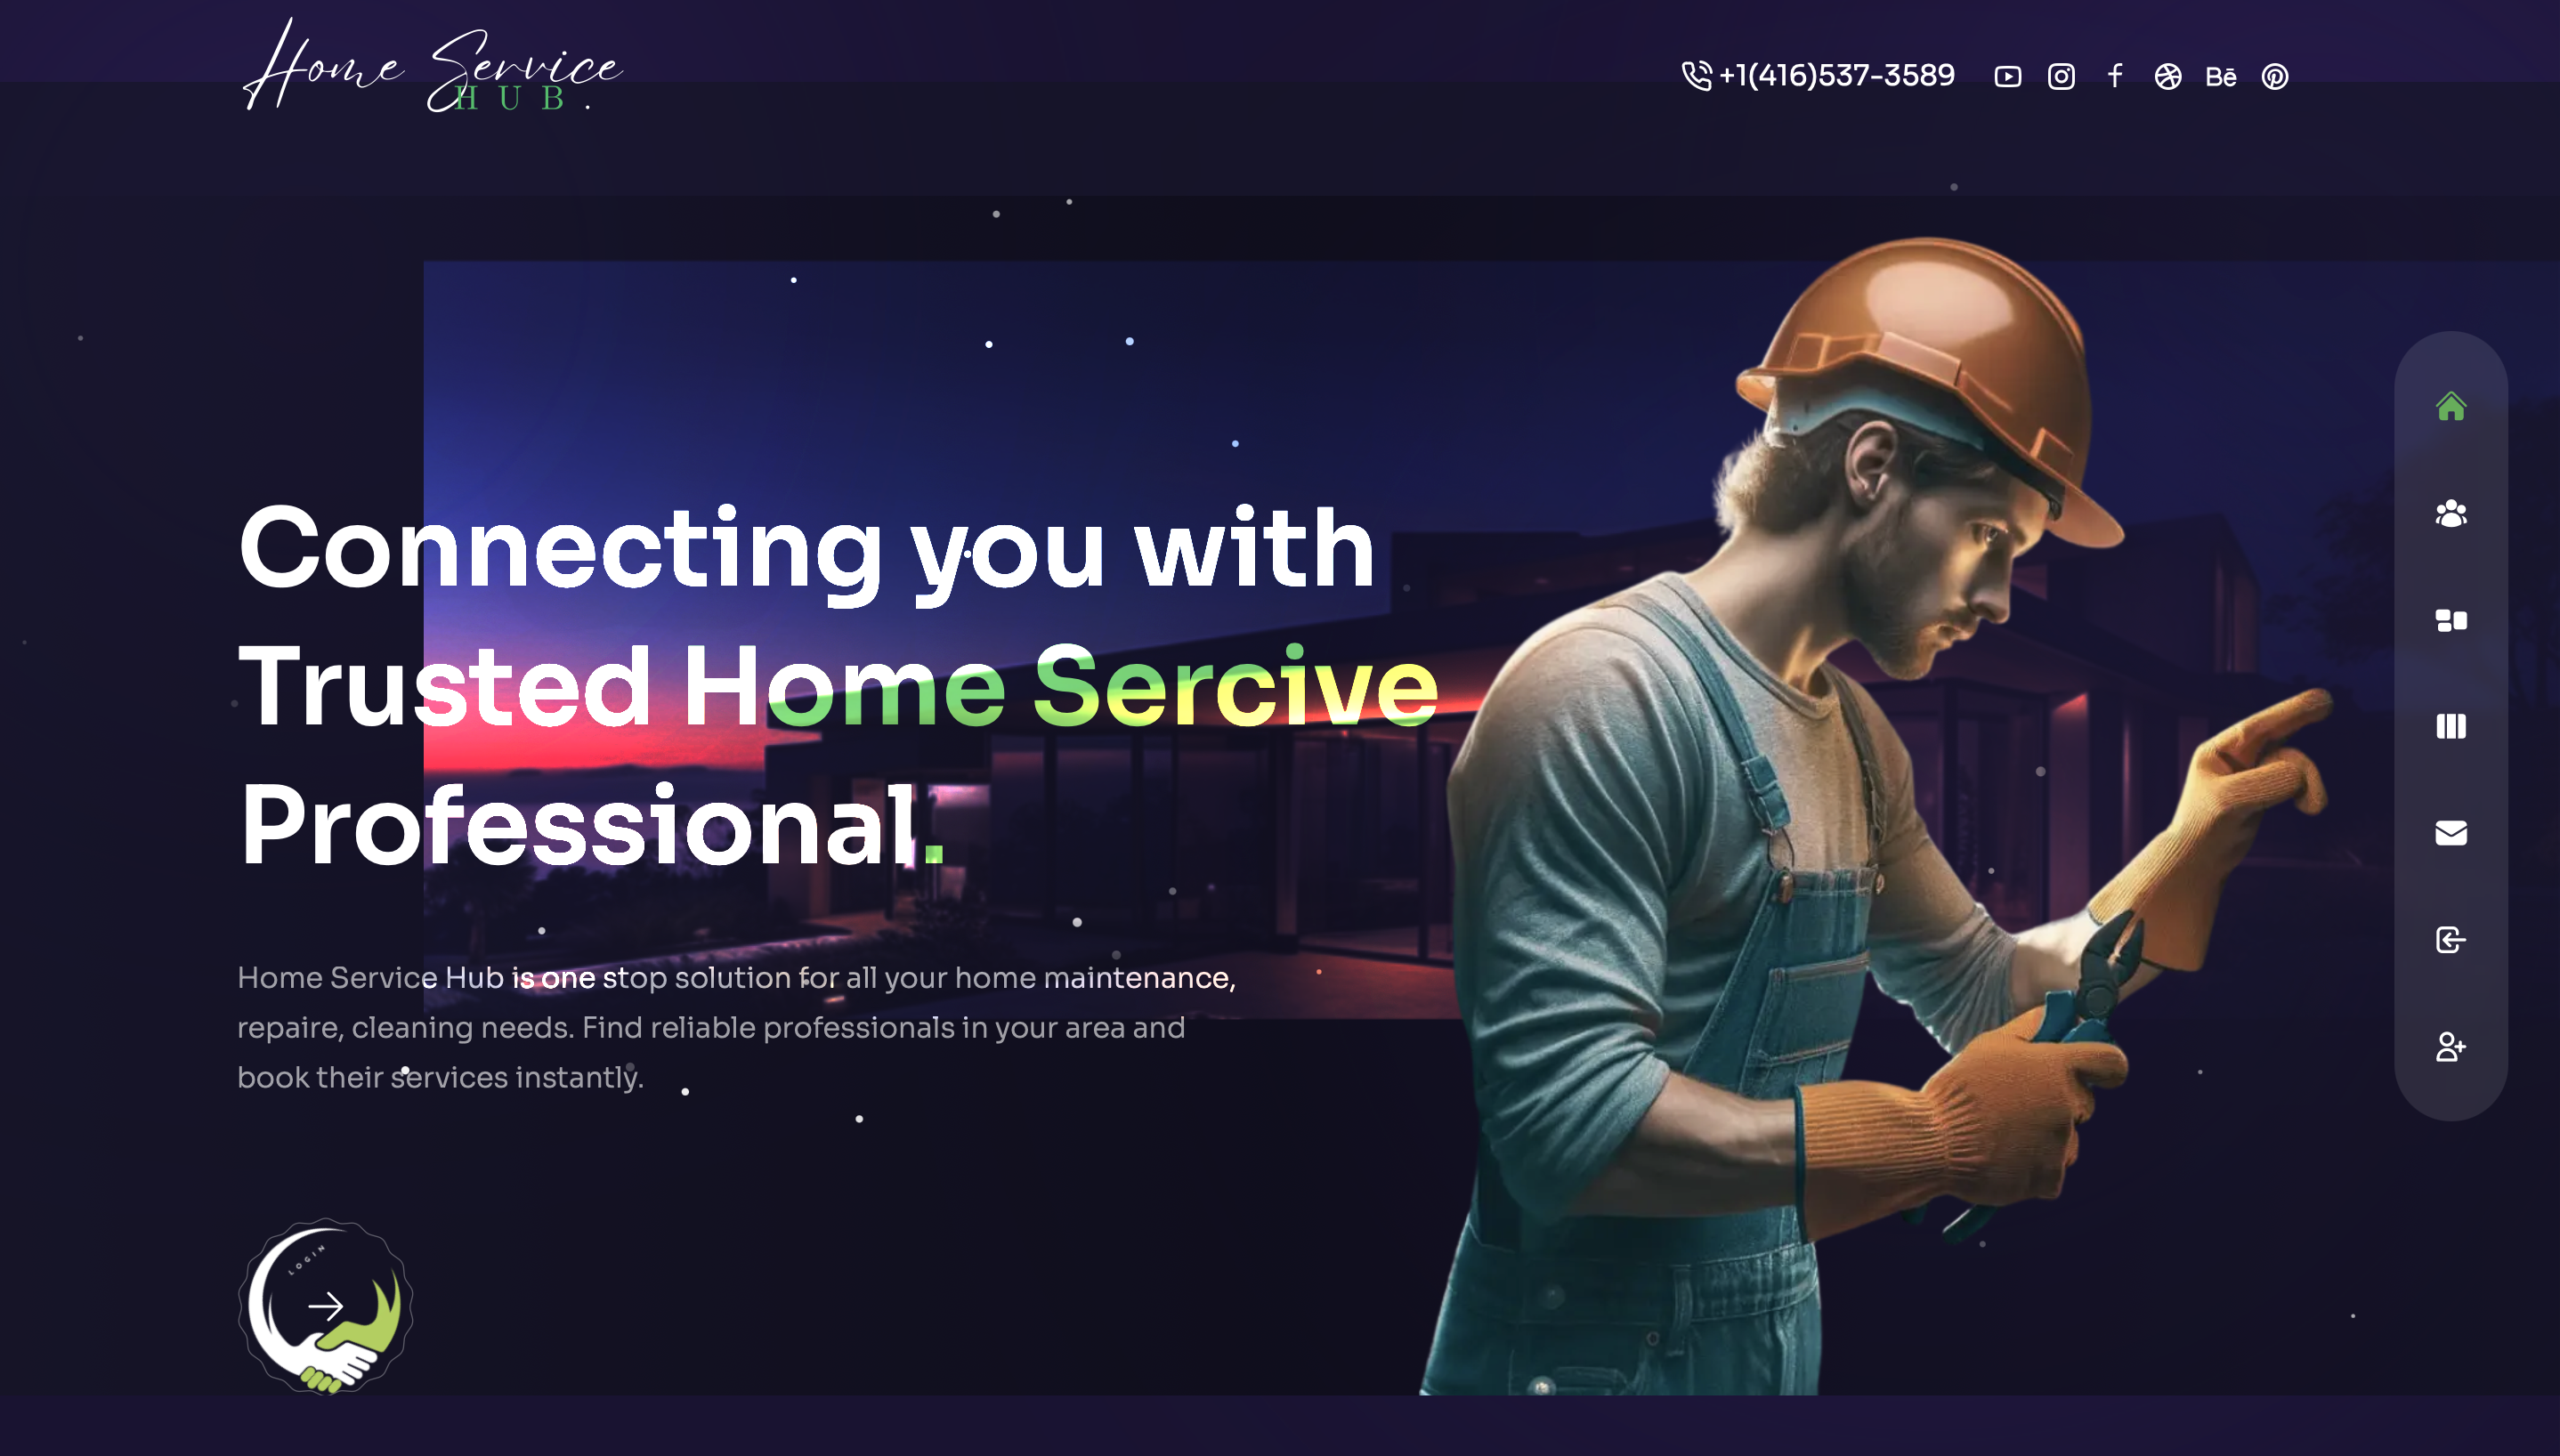 Home Service
HUB.
+1(416)537-3589
Bē
Connecting you with
Trusted Home Sercive
Professional.
Home Service Hub is one stop solution for all your home maintenance,
repaire, cleaning needs. Find reliable professionals in your area and
book their services instantly.
LOGIN